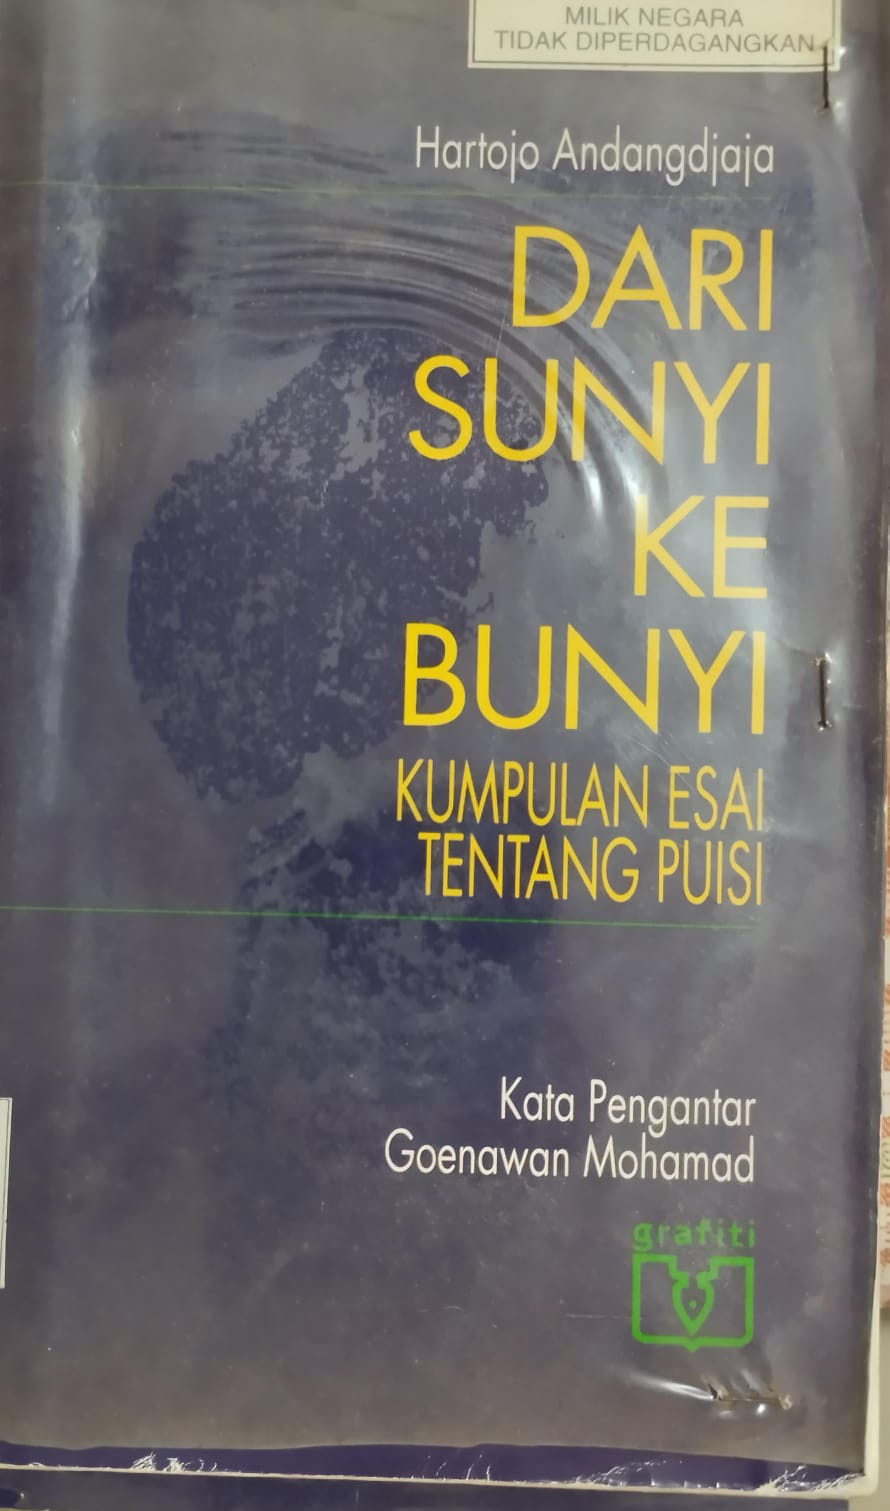 MILIK NEGARA
TIDAK DIPERDAGANGKAN
Hartojo Andangdjaja
DARI
SUNYI
KE
BUNYI
KUMPULAN ESAI
TENTANG PUISI
Kata Pengantar
Goenawan Mohamad
grafiti